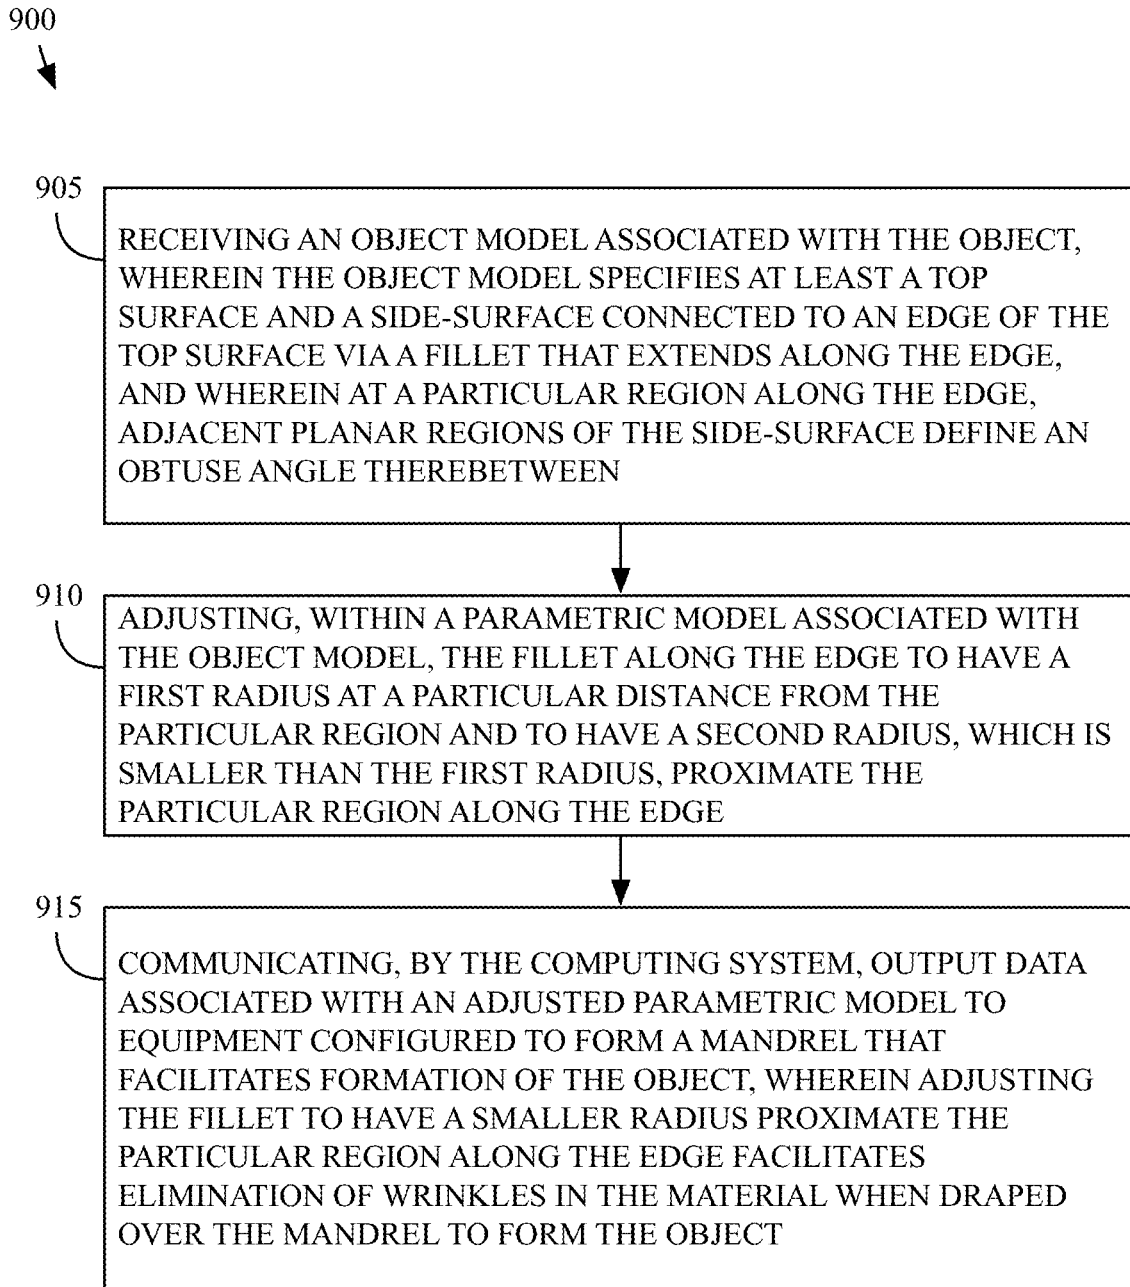 900
905
RECEIVING AN OBJECT MODEL ASSOCIATED WITH THE OBJECT,
WHEREIN THE OBJECT MODEL SPECIFIES AT LEAST A TOP
SURFACE AND A SIDE-SURFACE CONNECTED TO AN EDGE OF THE
TOP SURFACE VIA A FILLET THAT EXTENDS ALONG THE EDGE,
AND WHEREIN AT A PARTICULAR REGION ALONG THE EDGE,
ADJACENT PLANAR REGIONS OF THE SIDE-SURFACE DEFINE AN
OBTUSE ANGLE THEREBETWEEN
910
ADJUSTING, WITHIN A PARAMETRIC MODEL ASSOCIATED WITH
THE OBJECT MODEL, THE FILLET ALONG THE EDGE TO HAVE A
FIRST RADIUS AT A PARTICULAR DISTANCE FROM THE
PARTICULAR REGION AND TO HAVE A SECOND RADIUS, WHICH IS
SMALLER THAN THE FIRST RADIUS, PROXIMATE THE
PARTICULAR REGION ALONG THE EDGE
915
COMMUNICATING, BY THE COMPUTING SYSTEM, OUTPUT DATA
ASSOCIATED WITH AN ADJUSTED PARAMETRIC MODEL TO
EQUIPMENT CONFIGURED TO FORM A MANDREL THAT
FACILITATES FORMATION OF THE OBJECT, WHEREIN ADJUSTING
THE FILLET TO HAVE A SMALLER RADIUS PROXIMATE THE
PARTICULAR REGION ALONG THE EDGE FACILITATES
ELIMINATION OF WRINKLES IN THE MATERIAL WHEN DRAPED
OVER THE MANDREL TO FORM THE OBJECT